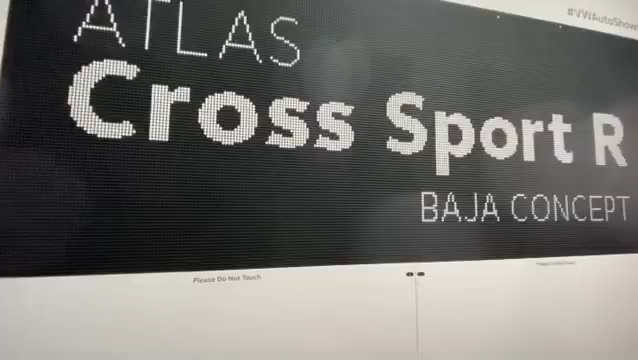 #VWAutoShow
ATLAS
Cross Sport R
BAJA CONCEPT
Please Do Not Touch